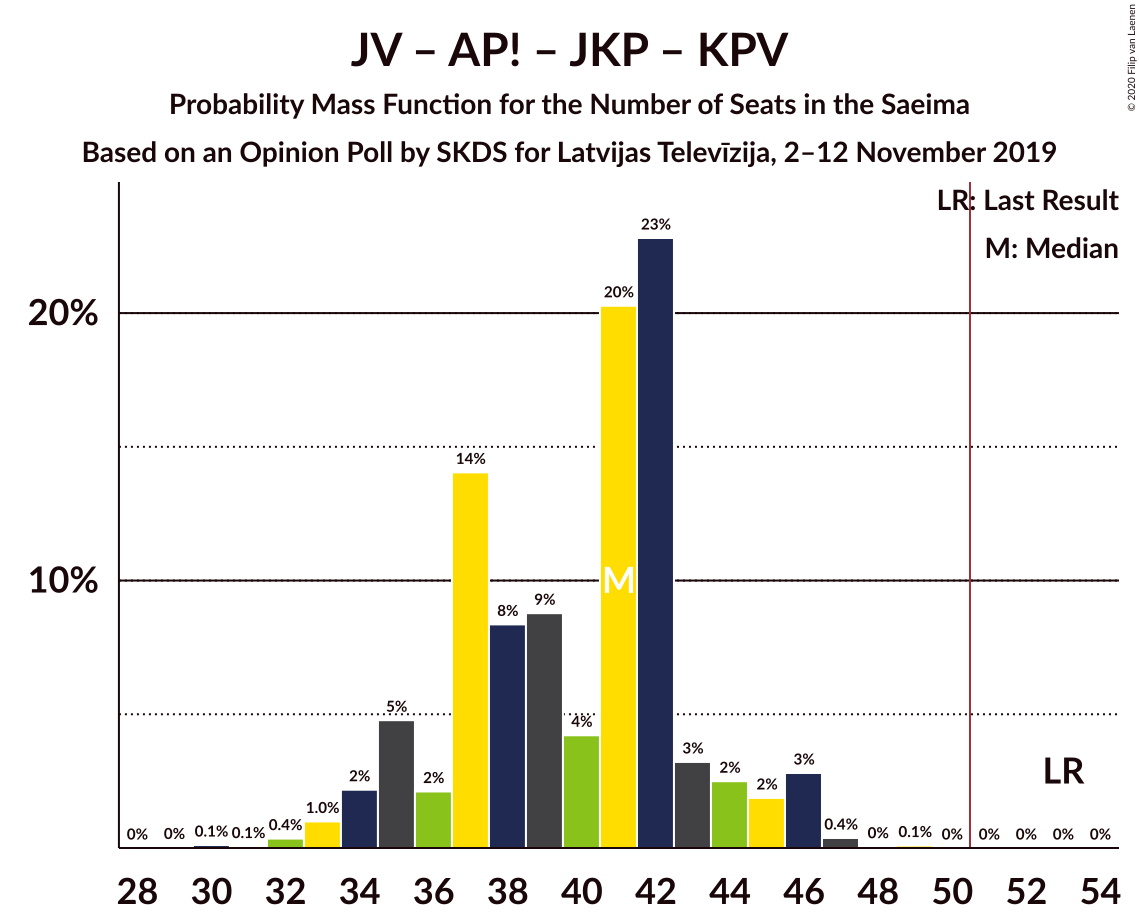 © 2020 Filip van Laenen
JV – AP! – JKP – KPV
Probability Mass Function for the Number of Seats in the Saeima
Based on an Opinion Poll by SKDS for Latvijas Televīzija, 2–12 November 2019
LR: Last Result
M: Median
20%
10%
0% 0% 0.1% 0.1% 0.4% 1.0% 2% 5% 2% 14% 8% 9% 4% 20% 23% 3% 2% 2% 3% 0.4% 0% 0.1% 0% 0% 0% 0% 0%
M
LR
28 30 32 34 36 38 40 42 44 46 48 50 52 54